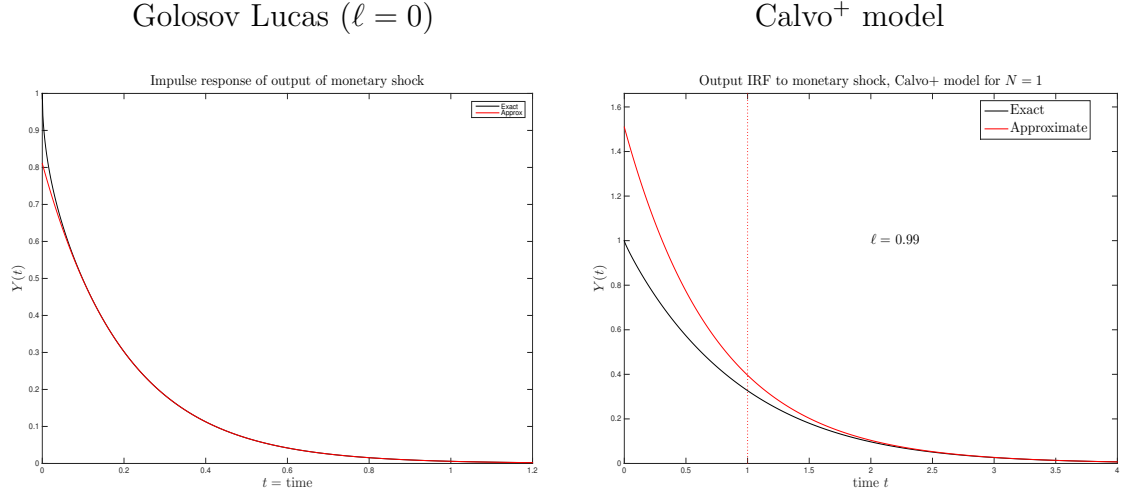 Golosov Lucas (ℓ = 0)
Impulse response of output of monetary shock
Exact
Approx
Y(t)
1
0.9
0.8
0.7
0.6
0.5
0.4
0.3
0.2
0.1
0
0 0.2 0.4 0.6 0.8 1 1.2
t = time
Calvo⁺ model
Output IRF to monetary shock, Calvo+ model for N = 1
Exact
Approximate
ℓ = 0.99
Y(t)
1.6
1.4
1.2
1
0.8
0.6
0.4
0.2
0
0 0.5 1 1.5 2 2.5 3 3.5 4
time t